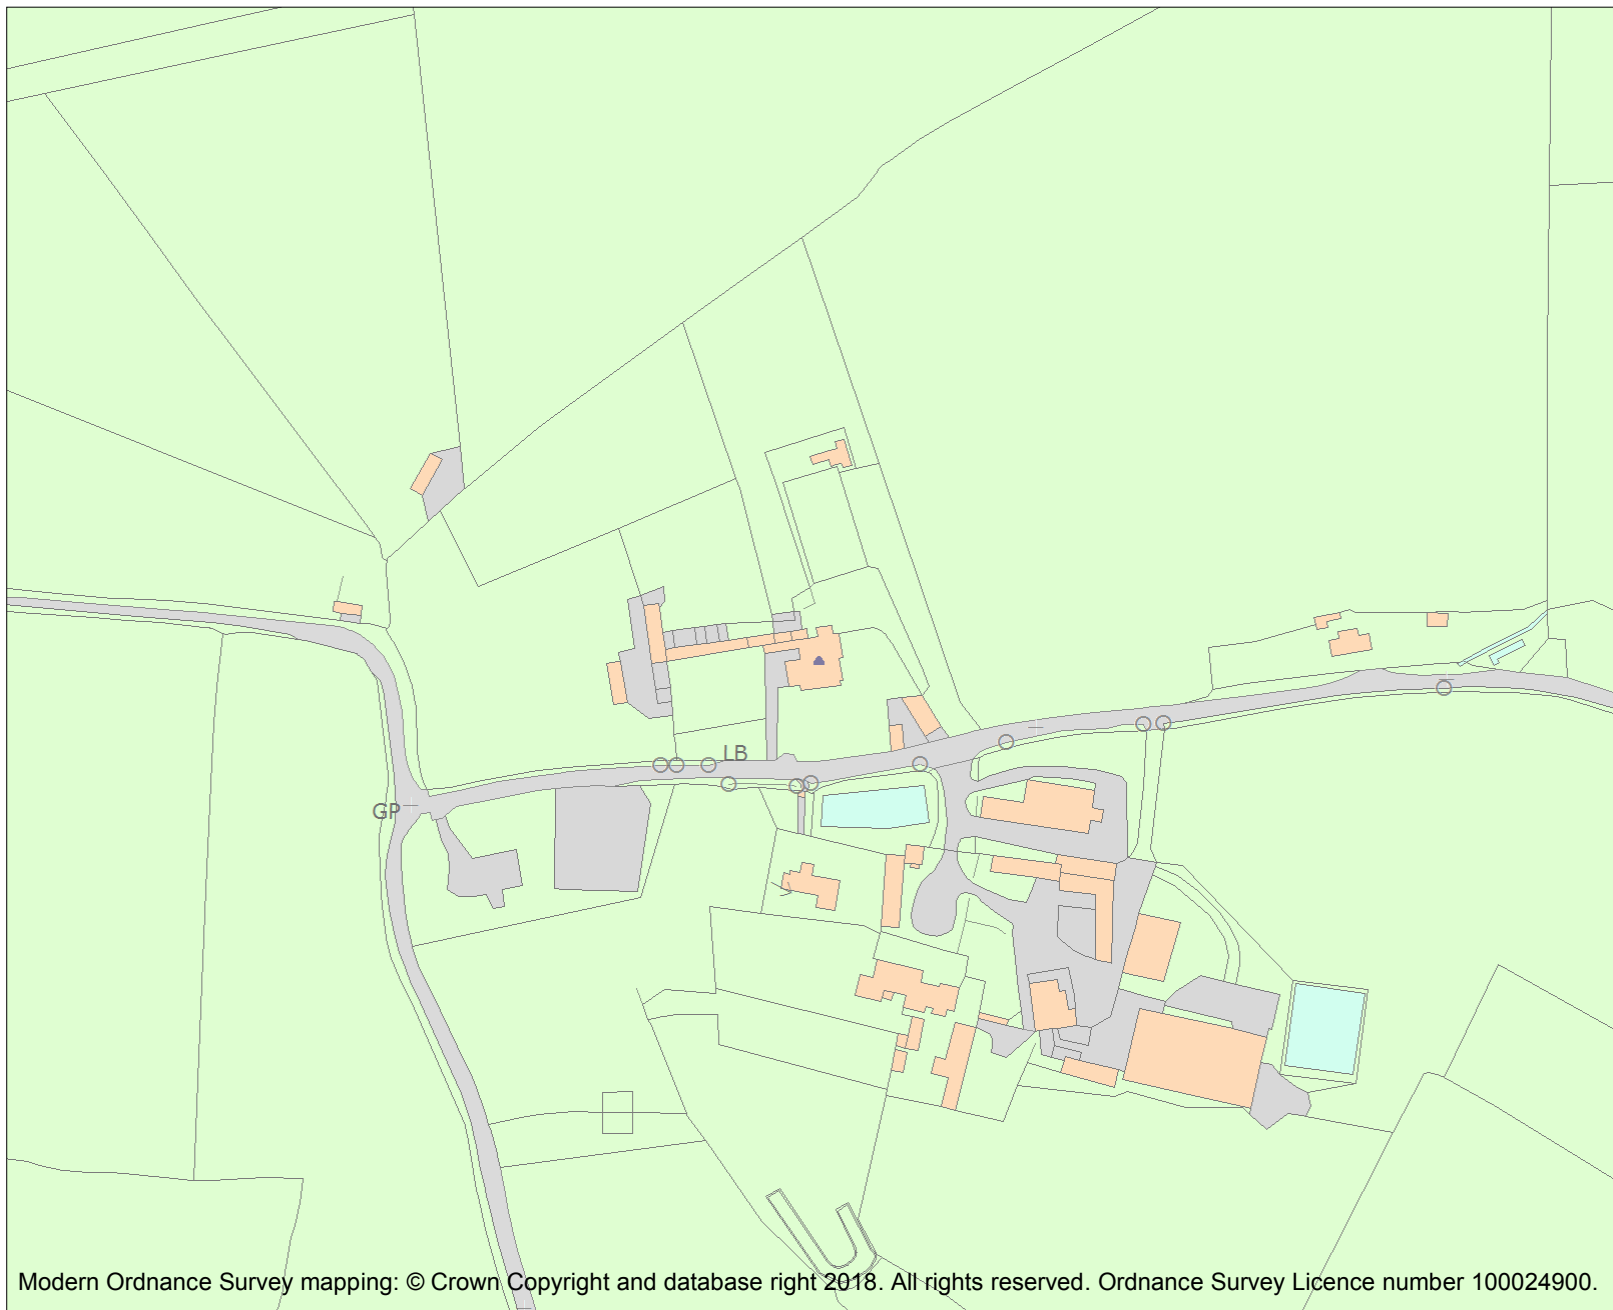 LB
GP
Modern Ordnance Survey mapping: © Crown Copyright and database right 2018. All rights reserved. Ordnance Survey Licence number 100024900.